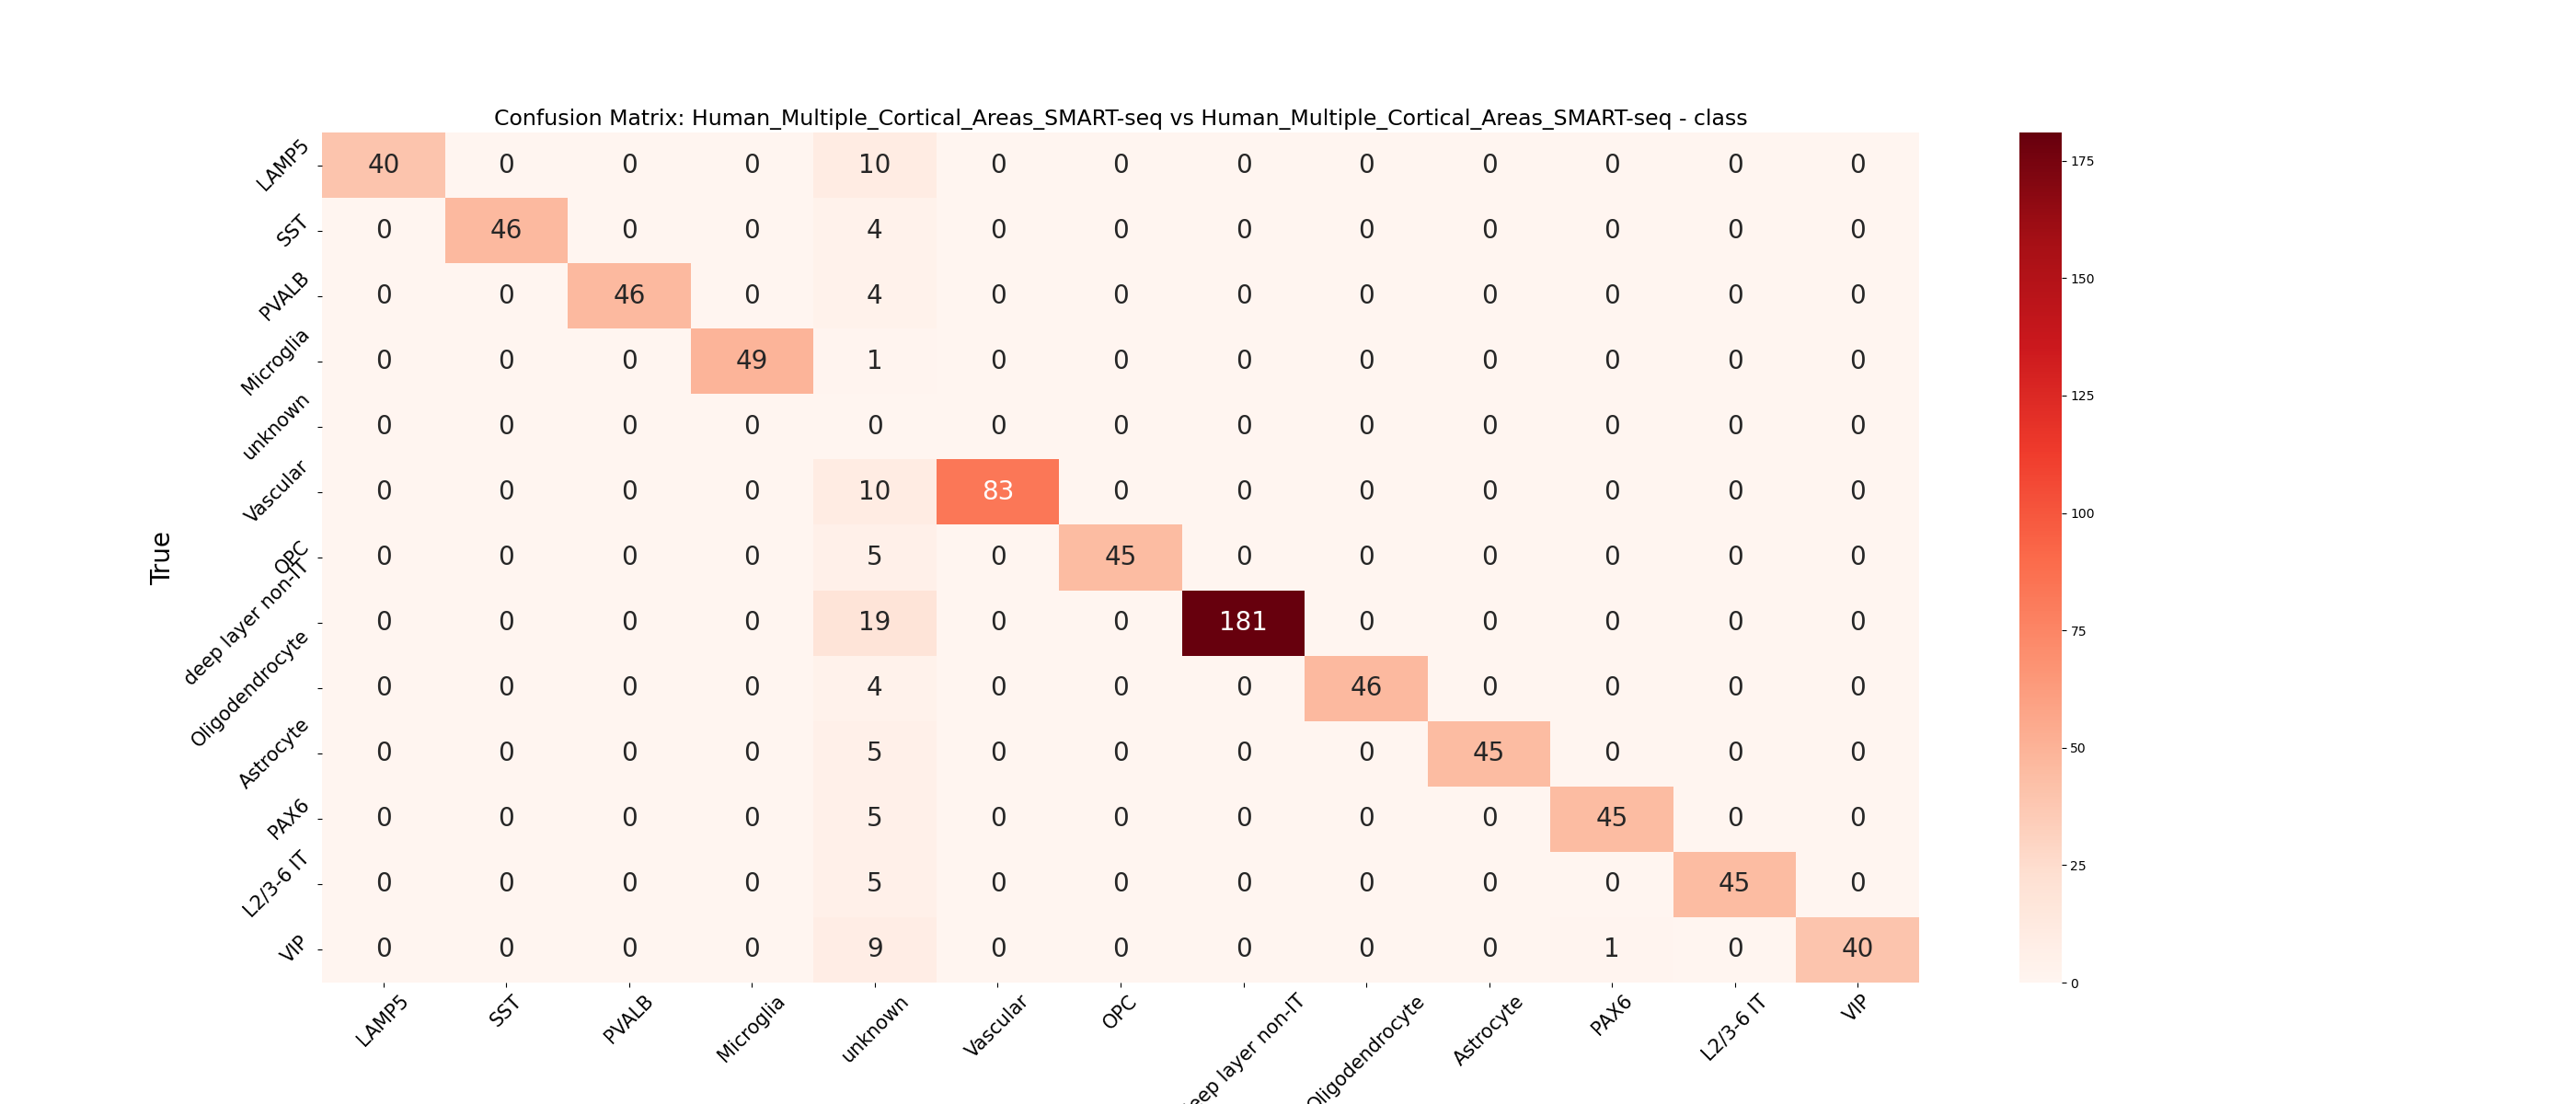 Confusion Matrix: Human_Multiple_Cortical_Areas_SMART-seq vs Human_Multiple_Cortical_Areas_SMART-seq - class
True
LAMP5 40 0 0 0 10 0 0 0 0 0 0 0 0
SST 0 46 0 0 4 0 0 0 0 0 0 0 0
PVALB 0 0 46 0 4 0 0 0 0 0 0 0 0
Microglia 0 0 0 49 1 0 0 0 0 0 0 0 0
unknown 0 0 0 0 0 0 0 0 0 0 0 0 0
Vascular 0 0 0 0 10 83 0 0 0 0 0 0 0
OPC 0 0 0 0 5 0 45 0 0 0 0 0 0
deep layer non-IT 0 0 0 0 19 0 0 181 0 0 0 0 0
Oligodendrocyte 0 0 0 0 4 0 0 0 46 0 0 0 0
Astrocyte 0 0 0 0 5 0 0 0 0 45 0 0 0
PAX6 0 0 0 0 5 0 0 0 0 0 45 0 0
L2/3-6 IT 0 0 0 0 5 0 0 0 0 0 0 45 0
VIP 0 0 0 0 9 0 0 0 0 0 1 0 40
LAMP5 SST PVALB Microglia unknown Vascular OPC layer non-IT Oligodendrocyte Astrocyte PAX6 L2/3-6 IT VIP
175
150
125
100
75
50
25
0